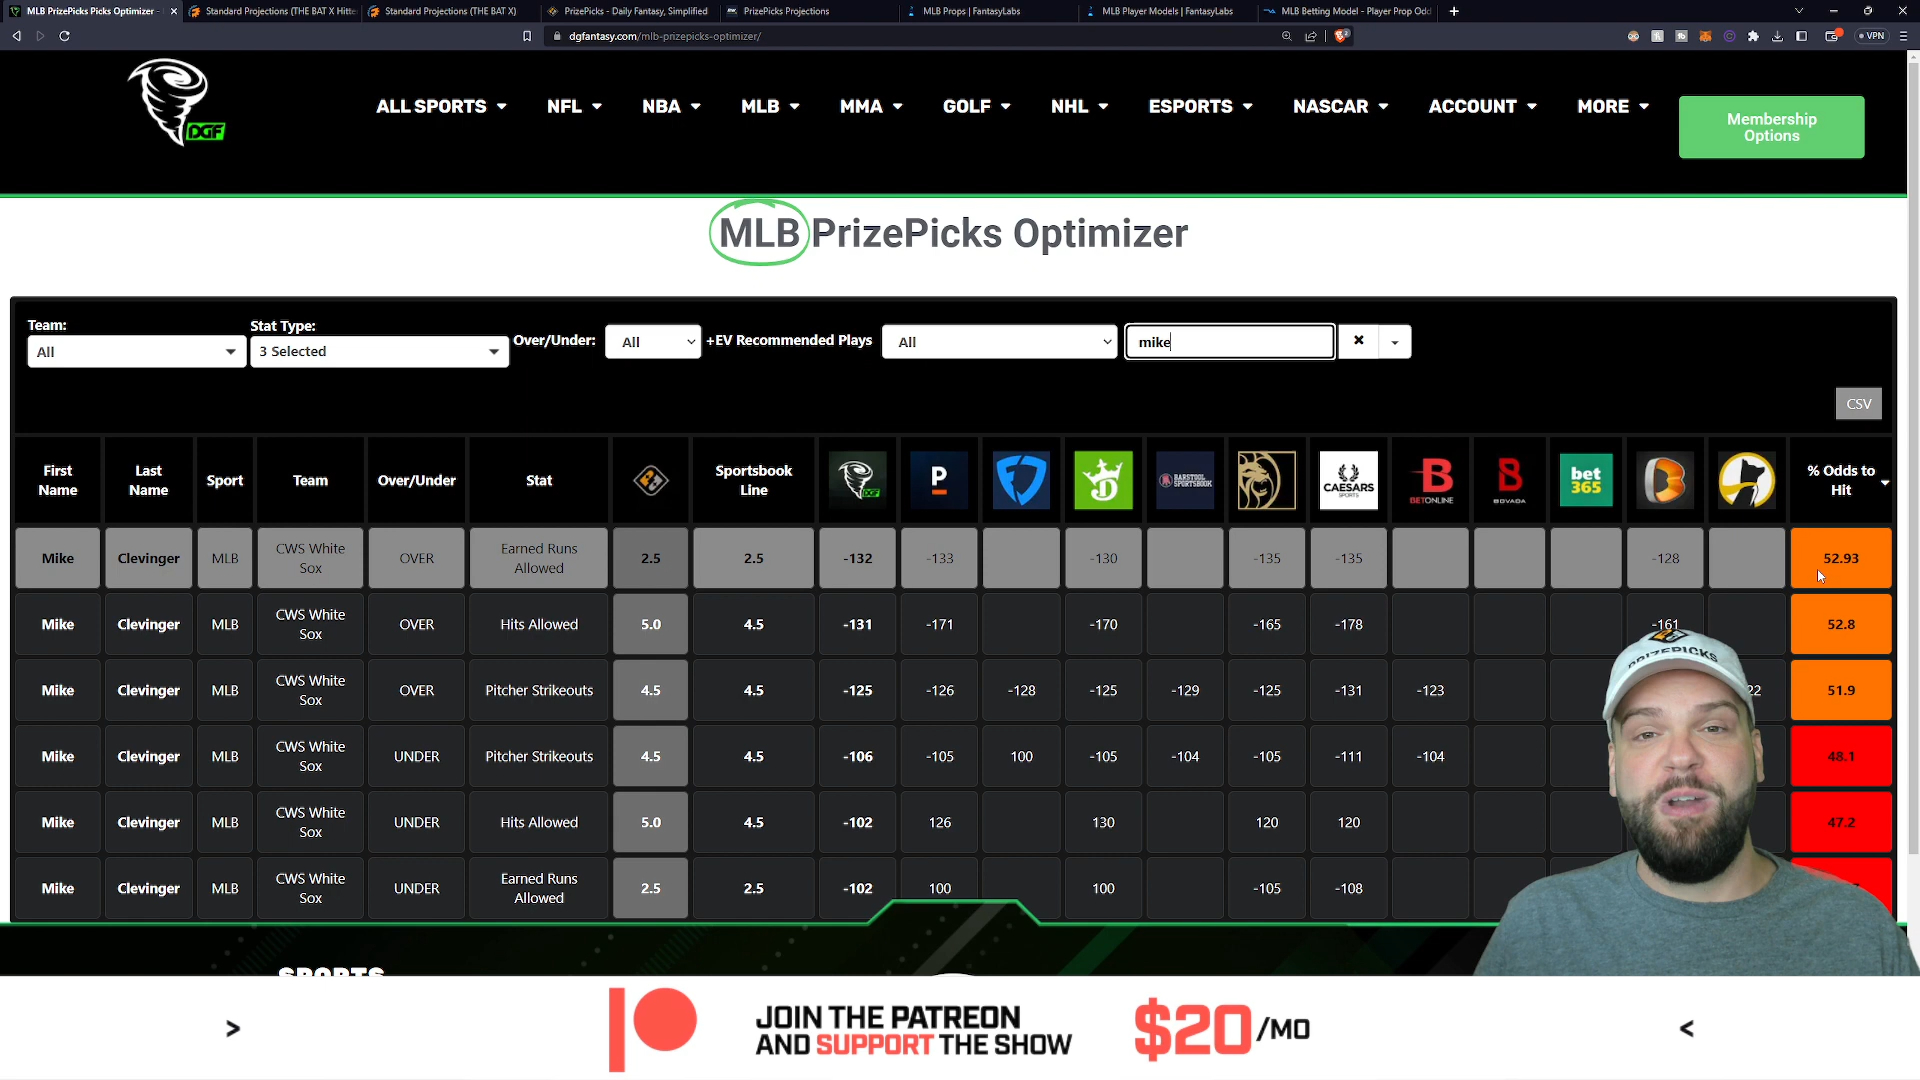 MLB PrizePicks Picks Optimizer -
Standard Projections (THE BAT X Hitte
Standard Projections (THE BAT X)
PrizePicks - Daily Fantasy, Simplified
PrizePicks Projections
MLB Props | FantasyLabs
MLB Player Models | FantasyLabs
MLB Betting Model - Player Prop Odd
dgfantasy.com/mlb-prizepicks-optimizer/
2
VPN
DGF
ALL SPORTS
NFL
NBA
MLB
MMA
GOLF
NHL
ESPORTS
NASCAR
ACCOUNT
MORE
Membership
Options
MLB PrizePicks Optimizer
Team:
All
Stat Type:
3 Selected
Over/Under:
All
+EV Recommended Plays
All
mike
CSV
First Name Last Name Sport Team Over/Under Stat Sportsbook Line DGF P BARSTOOL SPORTSBOOK CAESARS SPORTS BETONLINE BOVADA bet365 % Odds to Hit
Mike Clevinger MLB CWS White Sox OVER Earned Runs Allowed 2.5 2.5 -132 -133 -130 -135 -135 -128 52.93
Mike Clevinger MLB CWS White Sox OVER Hits Allowed 5.0 4.5 -131 -171 -170 -165 -178 -161 52.8
Mike Clevinger MLB CWS White Sox OVER Pitcher Strikeouts 4.5 4.5 -125 -126 -128 -125 -129 -125 -131 -123 22 51.9
Mike Clevinger MLB CWS White Sox UNDER Pitcher Strikeouts 4.5 4.5 -106 -105 100 -105 -104 -105 -111 -104 48.1
Mike Clevinger MLB CWS White Sox UNDER Hits Allowed 5.0 4.5 -102 126 130 120 120 47.2
Mike Clevinger MLB CWS White Sox UNDER Earned Runs Allowed 2.5 2.5 -102 100 100 -105 -108
PRIZEPICKS
SPORTS
>
JOIN THE PATREON
AND SUPPORT THE SHOW
$20/MO
<